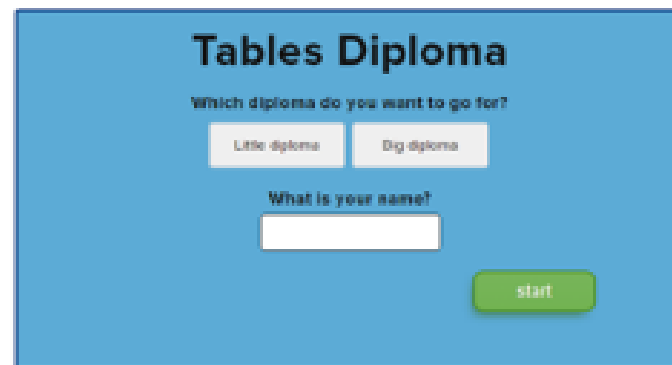 Tables Diploma
Which diploma do you want to go for?
Little diploma Big diploma
What is your name?
start